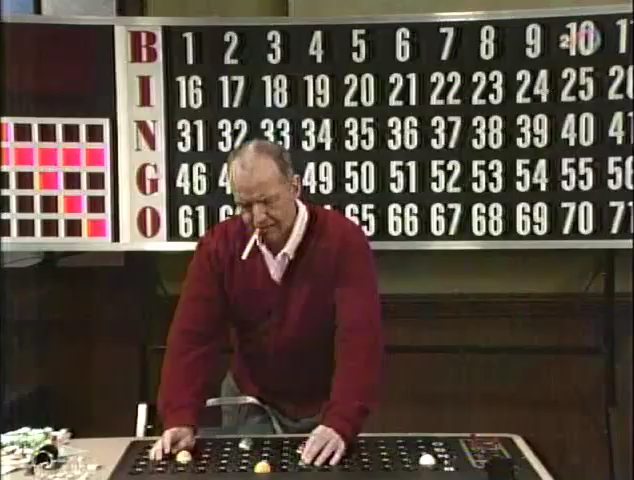 B 1 2 3 4 5 6 7 8 9 10
I 16 17 18 19 20 21 22 23 24 25
N 31 32 33 34 35 36 37 38 39 40
G 46 49 50 51 52 53 54 55
O 61 65 66 67 68 69 70